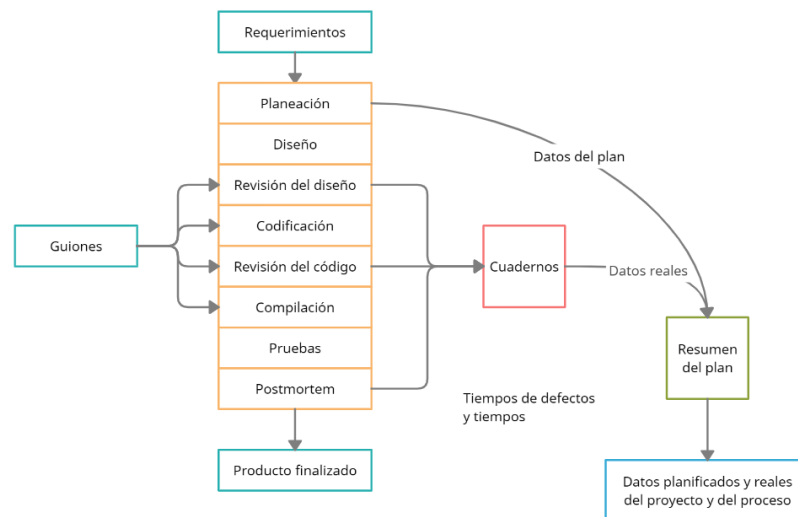 Requerimientos
Planeación
Diseño
Revisión del diseño
Codificación
Revisión del código
Compilación
Pruebas
Postmortem
Producto finalizado
Guiones
Cuadernos
Datos del plan
Datos reales
Resumen
del plan
Tiempos de defectos
y tiempos
Datos planificados y reales
del proyecto y del proceso